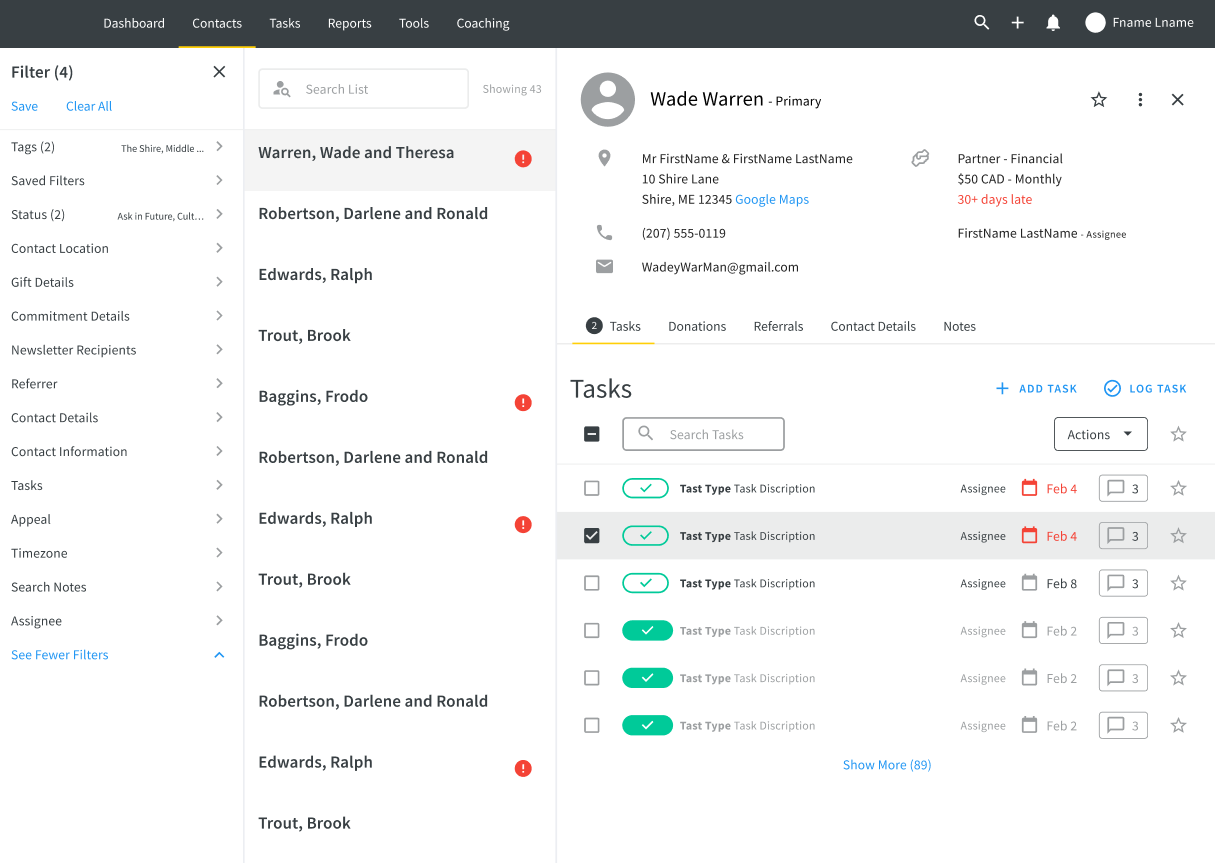 Dashboard Contacts Tasks Reports Tools Coaching Fname Lname
Filter (4)
Save Clear All
Tags (2) The Shire, Middle ...
Saved Filters
Status (2) Ask in Future, Cult...
Contact Location
Gift Details
Commitment Details
Newsletter Recipients
Referrer
Contact Details
Contact Information
Tasks
Appeal
Timezone
Search Notes
Assignee
See Fewer Filters
Search List Showing 43
Warren, Wade and Theresa
Robertson, Darlene and Ronald
Edwards, Ralph
Trout, Brook
Baggins, Frodo
Robertson, Darlene and Ronald
Edwards, Ralph
Trout, Brook
Baggins, Frodo
Robertson, Darlene and Ronald
Edwards, Ralph
Trout, Brook
Wade Warren - Primary
Mr FirstName & FirstName LastName
10 Shire Lane
Shire, ME 12345 Google Maps
(207) 555-0119
WadeyWarMan@gmail.com
Partner - Financial
$50 CAD - Monthly
30+ days late
FirstName LastName - Assignee
2 Tasks Donations Referrals Contact Details Notes
Tasks ADD TASK LOG TASK
Search Tasks Actions
Tast Type Task Discription Assignee Feb 4 3
Tast Type Task Discription Assignee Feb 4 3
Tast Type Task Discription Assignee Feb 8 3
Tast Type Task Discription Assignee Feb 2 3
Tast Type Task Discription Assignee Feb 2 3
Tast Type Task Discription Assignee Feb 2 3
Show More (89)